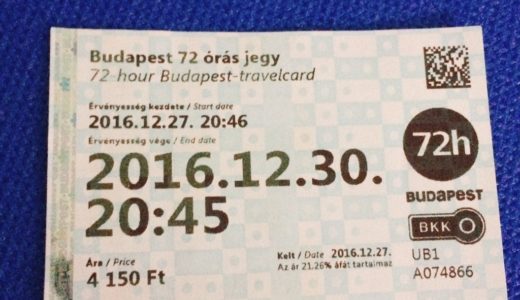 Budapest 72 órás jegy
72-hour Budapest-travelcard
Érvényesség kezdete / Start date
2016.12.27. 20:46
Érvényesség vége / End date
2016.12.30.
20:45
72h
BUDAPEST
BKK
Ára / Price
4 150 Ft
Kelt / Date 2016.12.27.
Az ár 21.26% áfát tartalmaz
UB1
A074866